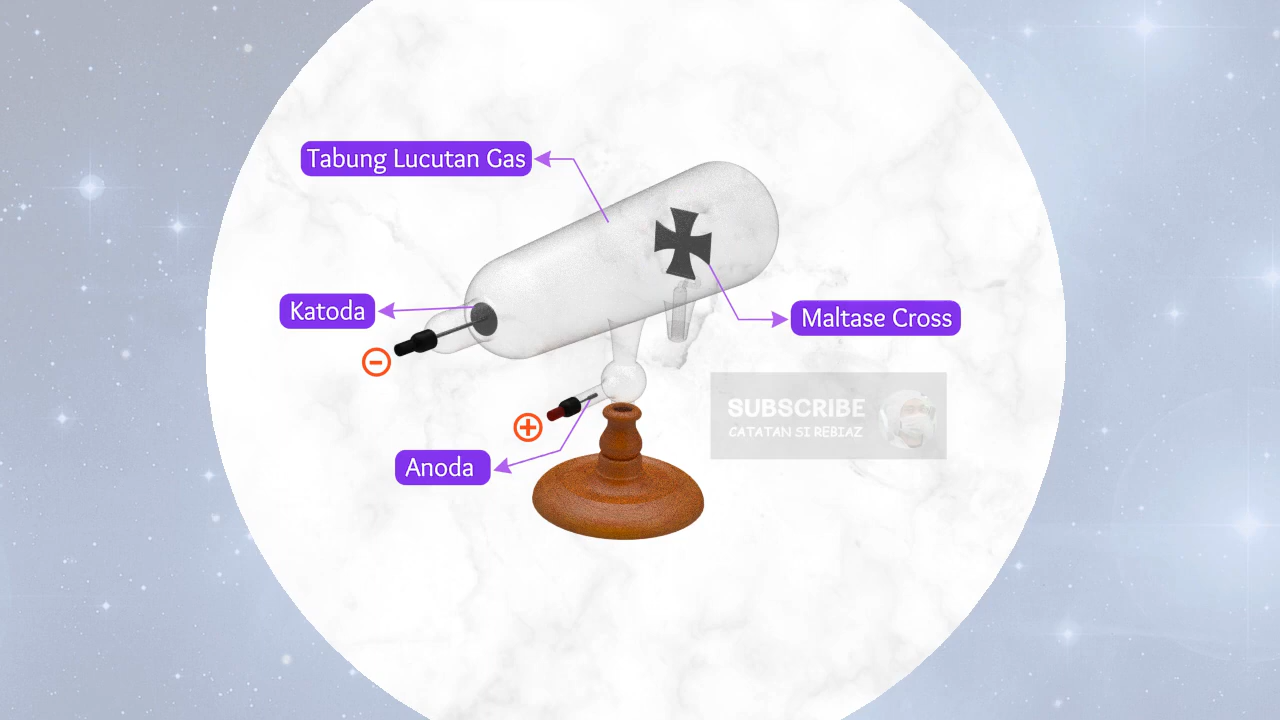 Tabung Lucutan Gas
Katoda
−
Maltase Cross
+
Anoda
SUBSCRIBE
CATATAN SI REBIAZ